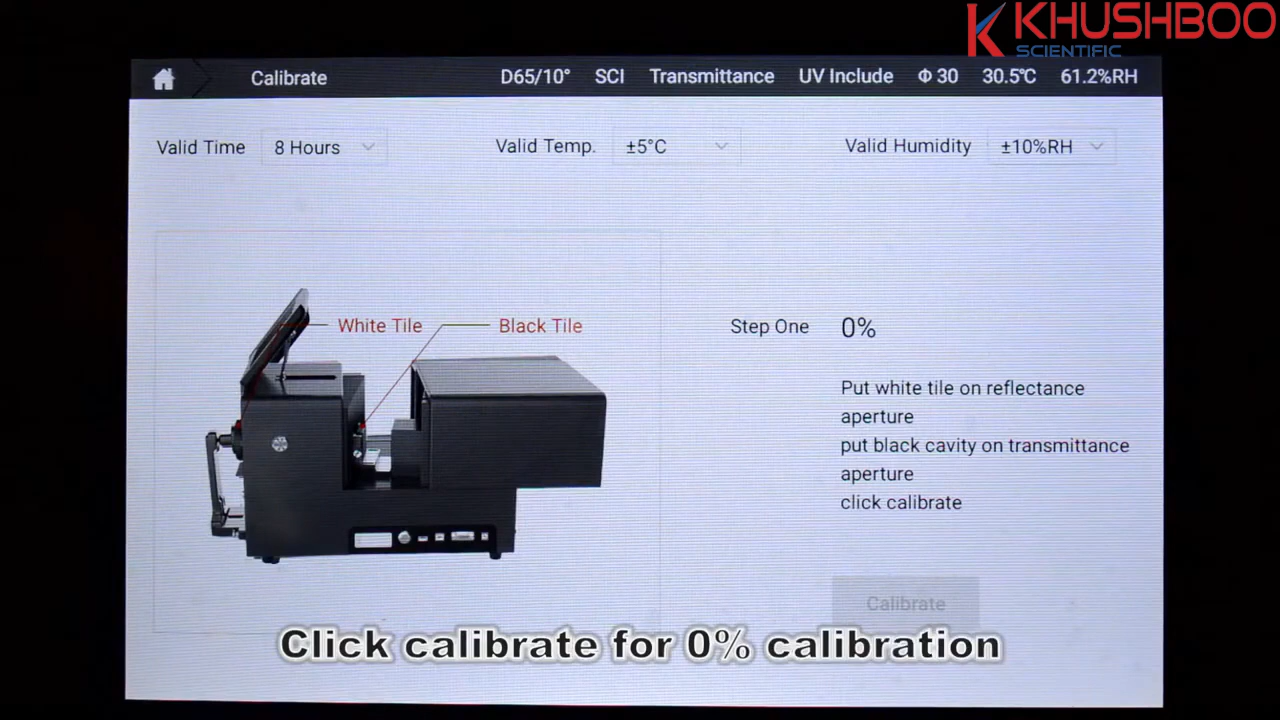 KHUSHBOO
SCIENTIFIC
Calibrate D65/10° SCI Transmittance UV Include Φ 30 30.5℃ 61.2%RH
Valid Time 8 Hours Valid Temp. ±5°C Valid Humidity ±10%RH
White Tile Black Tile
Step One 0%
Put white tile on reflectance
aperture
put black cavity on transmittance
aperture
click calibrate
Calibrate
Click calibrate for 0% calibration